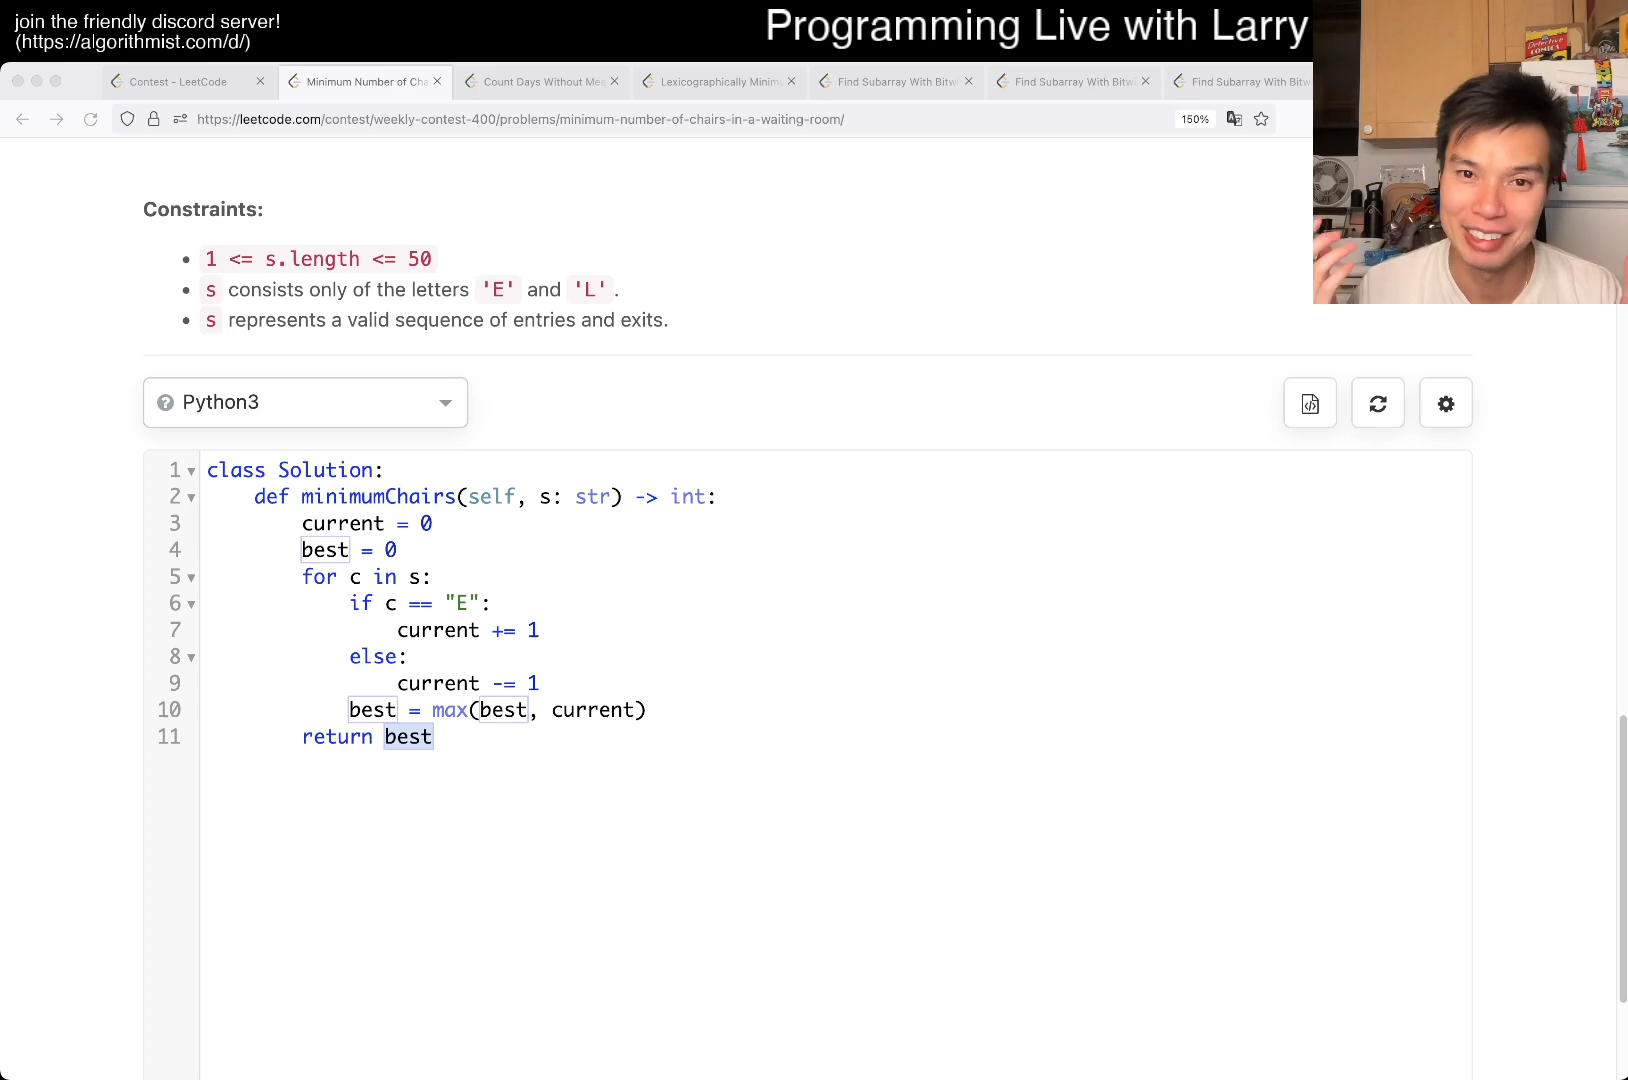 join the friendly discord server!
(https://algorithmist.com/d/)
Programming Live with Larry
Contest - LeetCode
Minimum Number of Cha
Count Days Without Mee
Lexicographically Minimu
Find Subarray With Bitwi
Find Subarray With Bitwi
Find Subarray With Bitw
https://leetcode.com/contest/weekly-contest-400/problems/minimum-number-of-chairs-in-a-waiting-room/
150%
Constraints:
1 <= s.length <= 50
s consists only of the letters 'E' and 'L'.
s represents a valid sequence of entries and exits.
Python3
1 class Solution:
2 def minimumChairs(self, s: str) -> int:
3 current = 0
4 best = 0
5 for c in s:
6 if c == "E":
7 current += 1
8 else:
9 current -= 1
10 best = max(best, current)
11 return best